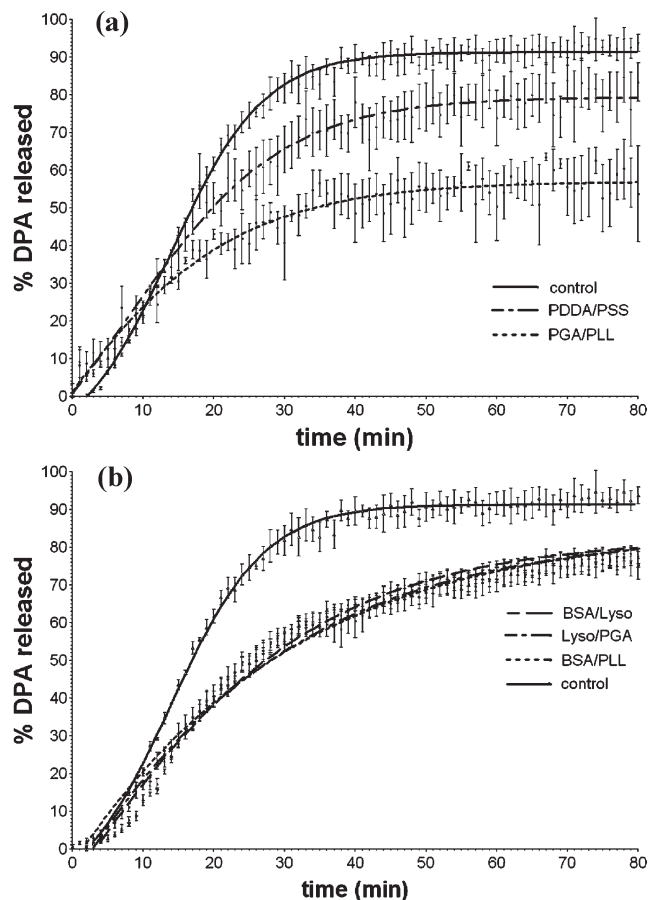 (a)
% DPA released
100
90
80
70
60
50
40
30
20
10
0
control
PDDA/PSS
PGA/PLL
0 10 20 30 40 50 60 70 80
time (min)
(b)
% DPA released
100
90
80
70
60
50
40
30
20
10
0
BSA/Lyso
Lyso/PGA
BSA/PLL
control
0 10 20 30 40 50 60 70 80
time (min)